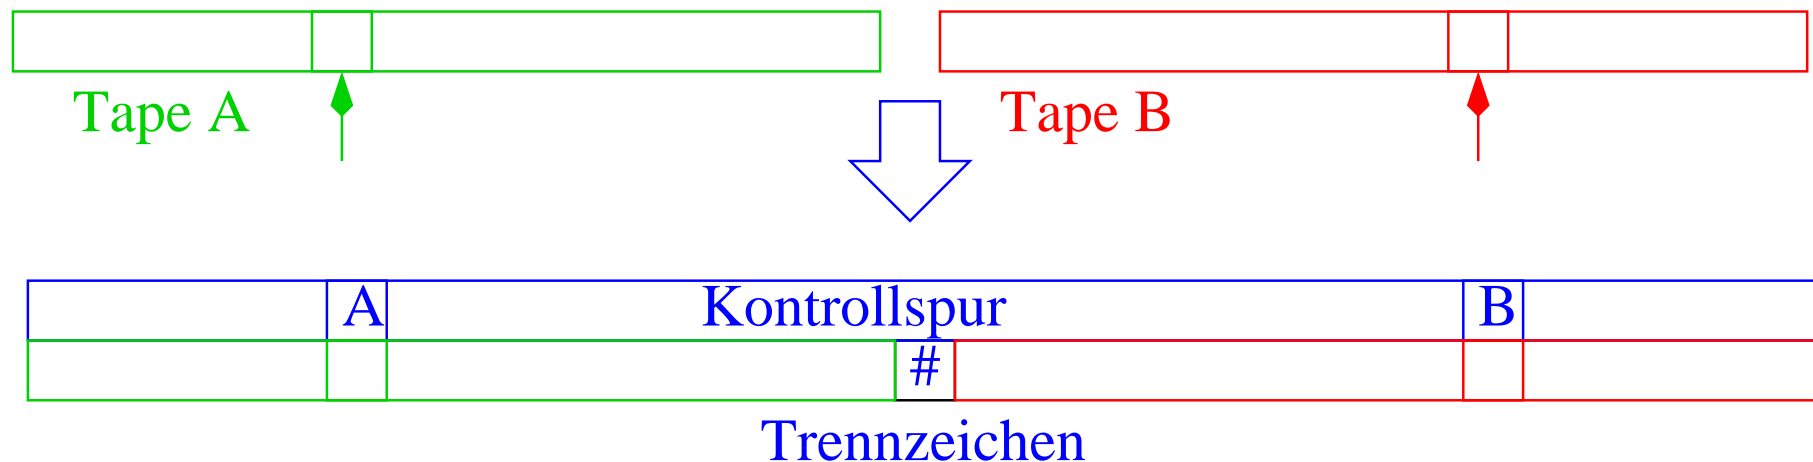 Tape A
Tape B
A Kontrollspur B
#
Trennzeichen